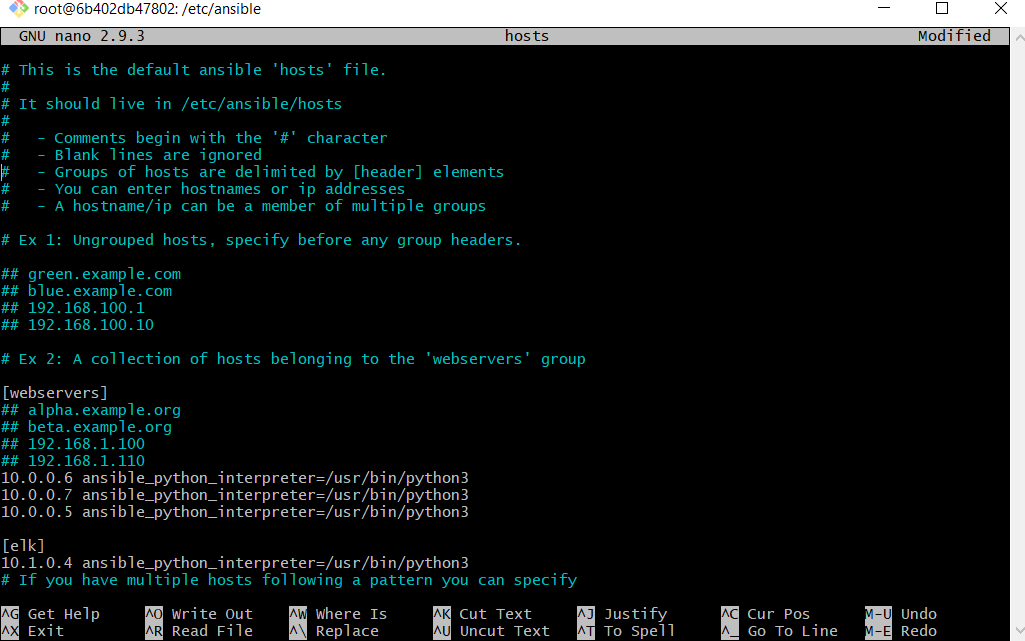 root@6b402db47802: /etc/ansible
GNU nano 2.9.3 hosts Modified
# This is the default ansible 'hosts' file.
#
# It should live in /etc/ansible/hosts
#
#   - Comments begin with the '#' character
#   - Blank lines are ignored
#   - Groups of hosts are delimited by [header] elements
#   - You can enter hostnames or ip addresses
#   - A hostname/ip can be a member of multiple groups
# Ex 1: Ungrouped hosts, specify before any group headers.
## green.example.com
## blue.example.com
## 192.168.100.1
## 192.168.100.10
# Ex 2: A collection of hosts belonging to the 'webservers' group
[webservers]
## alpha.example.org
## beta.example.org
## 192.168.1.100
## 192.168.1.110
10.0.0.6 ansible_python_interpreter=/usr/bin/python3
10.0.0.7 ansible_python_interpreter=/usr/bin/python3
10.0.0.5 ansible_python_interpreter=/usr/bin/python3
[elk]
10.1.0.4 ansible_python_interpreter=/usr/bin/python3
# If you have multiple hosts following a pattern you can specify
^G Get Help ^O Write Out ^W Where Is ^K Cut Text ^J Justify ^C Cur Pos M-U Undo
^X Exit ^R Read File ^\ Replace ^U Uncut Text ^T To Spell ^_ Go To Line M-E Redo